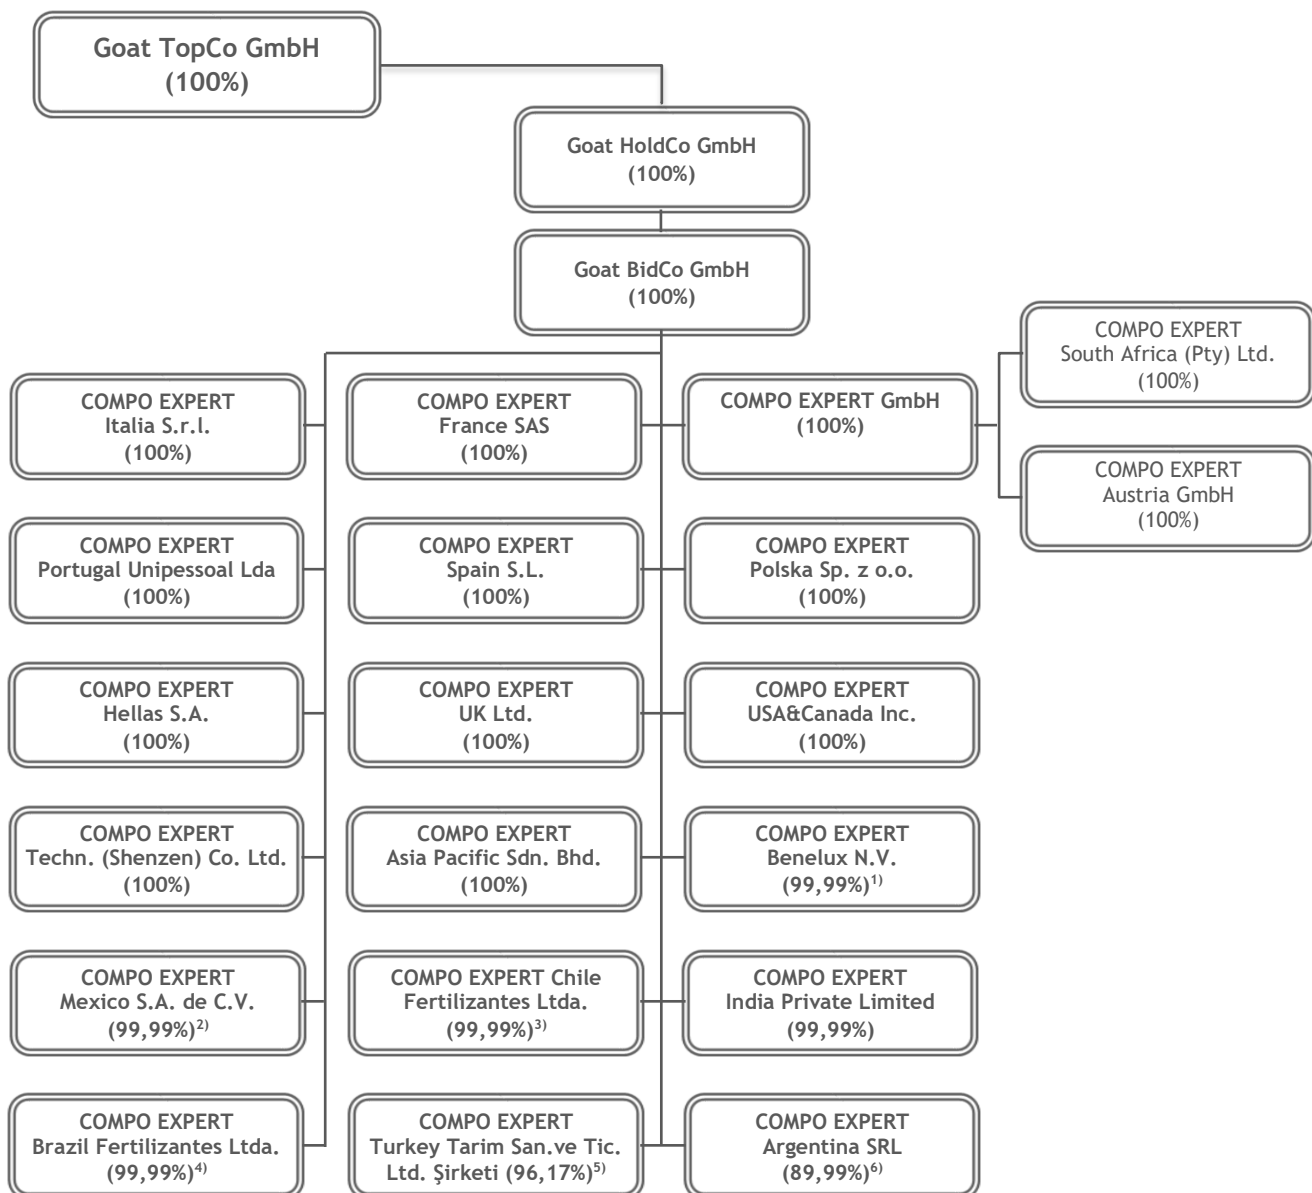 Goat TopCo GmbH
(100%)
Goat HoldCo GmbH
(100%)
Goat BidCo GmbH
(100%)
COMPO EXPERT
South Africa (Pty) Ltd.
(100%)
COMPO EXPERT
Italia S.r.l.
(100%)
COMPO EXPERT
France SAS
(100%)
COMPO EXPERT GmbH
(100%)
COMPO EXPERT
Austria GmbH
(100%)
COMPO EXPERT
Portugal Unipessoal Lda
(100%)
COMPO EXPERT
Spain S.L.
(100%)
COMPO EXPERT
Polska Sp. z o.o.
(100%)
COMPO EXPERT
Hellas S.A.
(100%)
COMPO EXPERT
UK Ltd.
(100%)
COMPO EXPERT
USA&Canada Inc.
(100%)
COMPO EXPERT
Techn. (Shenzen) Co. Ltd.
(100%)
COMPO EXPERT
Asia Pacific Sdn. Bhd.
(100%)
COMPO EXPERT
Benelux N.V.
(99,99%)1)
COMPO EXPERT
Mexico S.A. de C.V.
(99,99%)2)
COMPO EXPERT Chile
Fertilizantes Ltda.
(99,99%)3)
COMPO EXPERT
India Private Limited
(99,99%)
COMPO EXPERT
Brazil Fertilizantes Ltda.
(99,99%)4)
COMPO EXPERT
Turkey Tarim San.ve Tic.
Ltd. Şirketi (96,17%)5)
COMPO EXPERT
Argentina SRL
(89,99%)6)